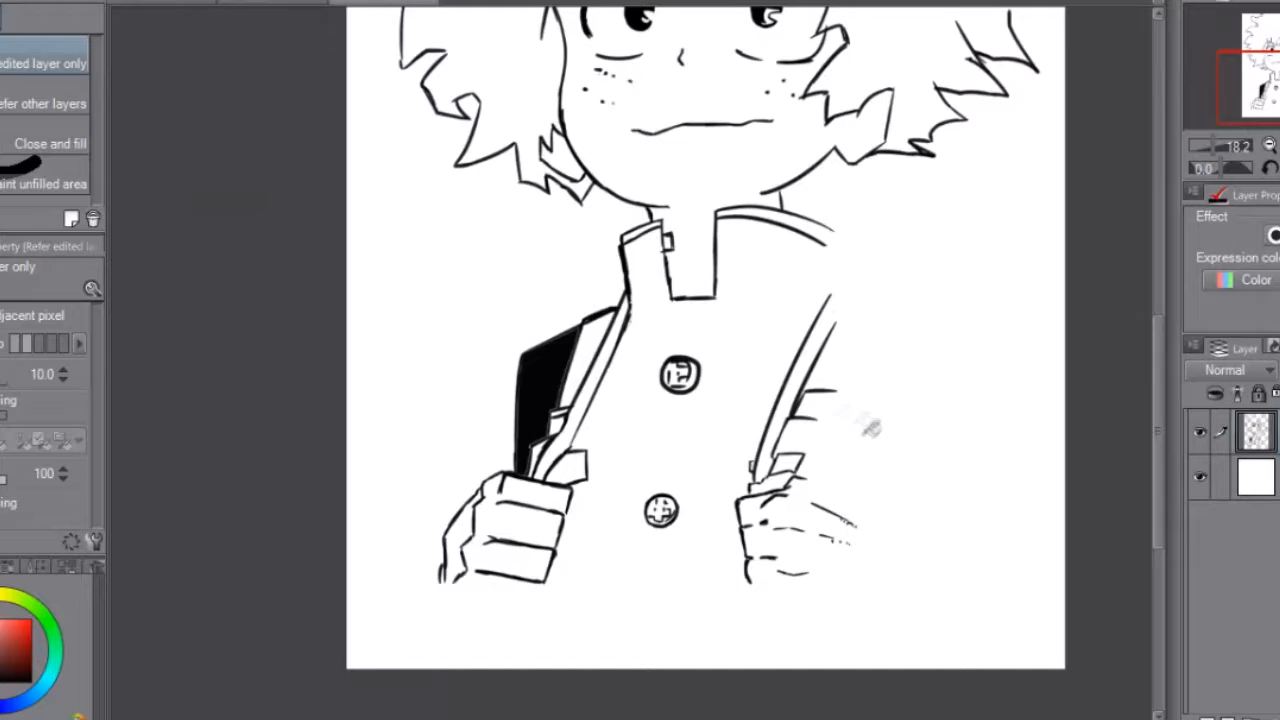 edited layer only
efer other layers
Close and fill
aint unfilled area
erty [Refer edited la
er only
djacent pixel
10.0
ing
100
ing
18.2
0.0
Layer Prop
Effect
Expression colo
Color
Layer
Normal